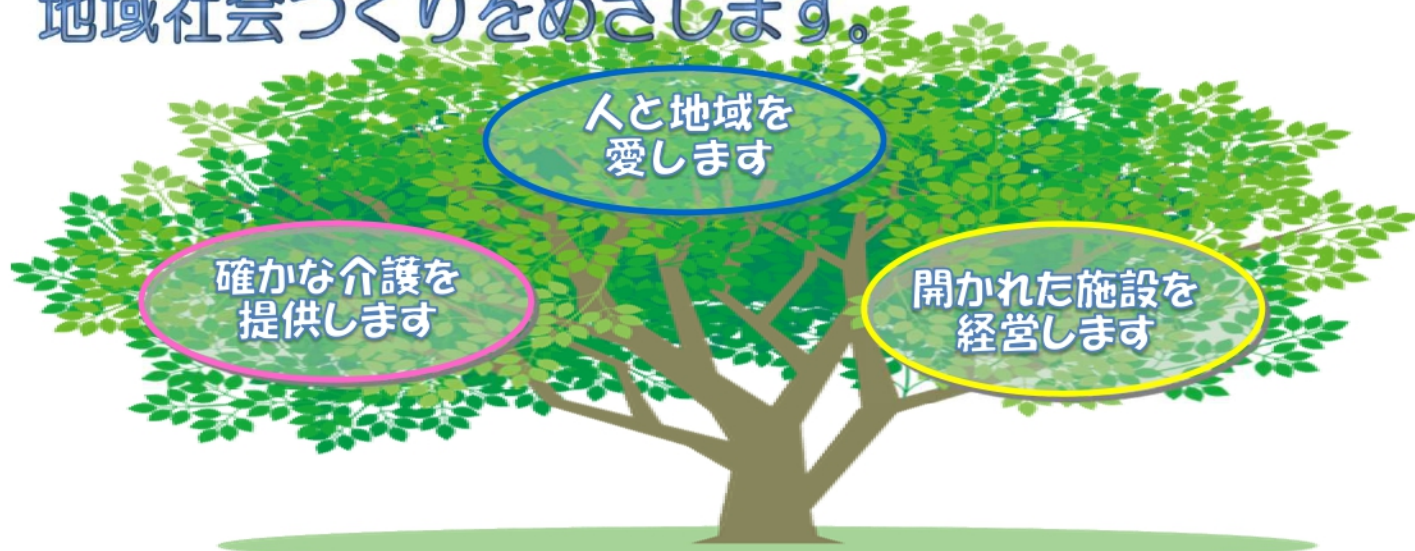 地域社会づくりをめざします。
人と地域を
愛します
確かな介護を
提供します
開かれた施設を
経営します